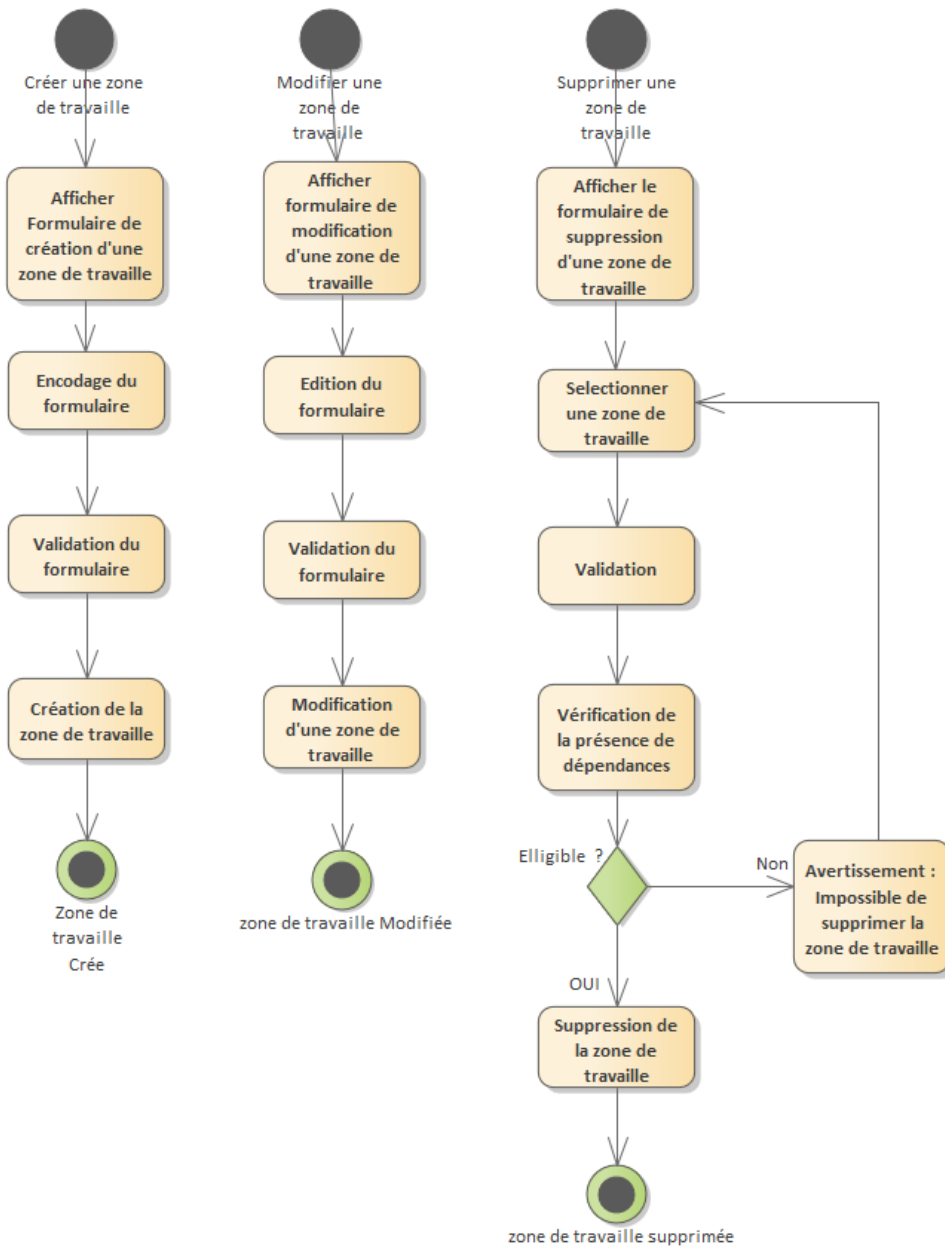 Créer une zone
de travaille
Afficher
Formulaire de
création d'une
zone de travaille
Encodage du
formulaire
Validation du
formulaire
Création de la
zone de travaille
Zone de
travaille
Crée
Modifier une
zone de
travaille
Afficher
formulaire de
modification
d'une zone de
travaille
Edition du
formulaire
Validation du
formulaire
Modification
d'une zone de
travaille
zone de travaille Modifiée
Supprimer une
zone de
travaille
Afficher le
formulaire de
suppression
d'une zone de
travaille
Selectionner
une zone de
travaille
Validation
Vérification de
la présence de
dépendances
Elligible ?
Non
Avertissement :
Impossible de
supprimer la
zone de travaille
OUI
Suppression de
la zone de
travaille
zone de travaille supprimée